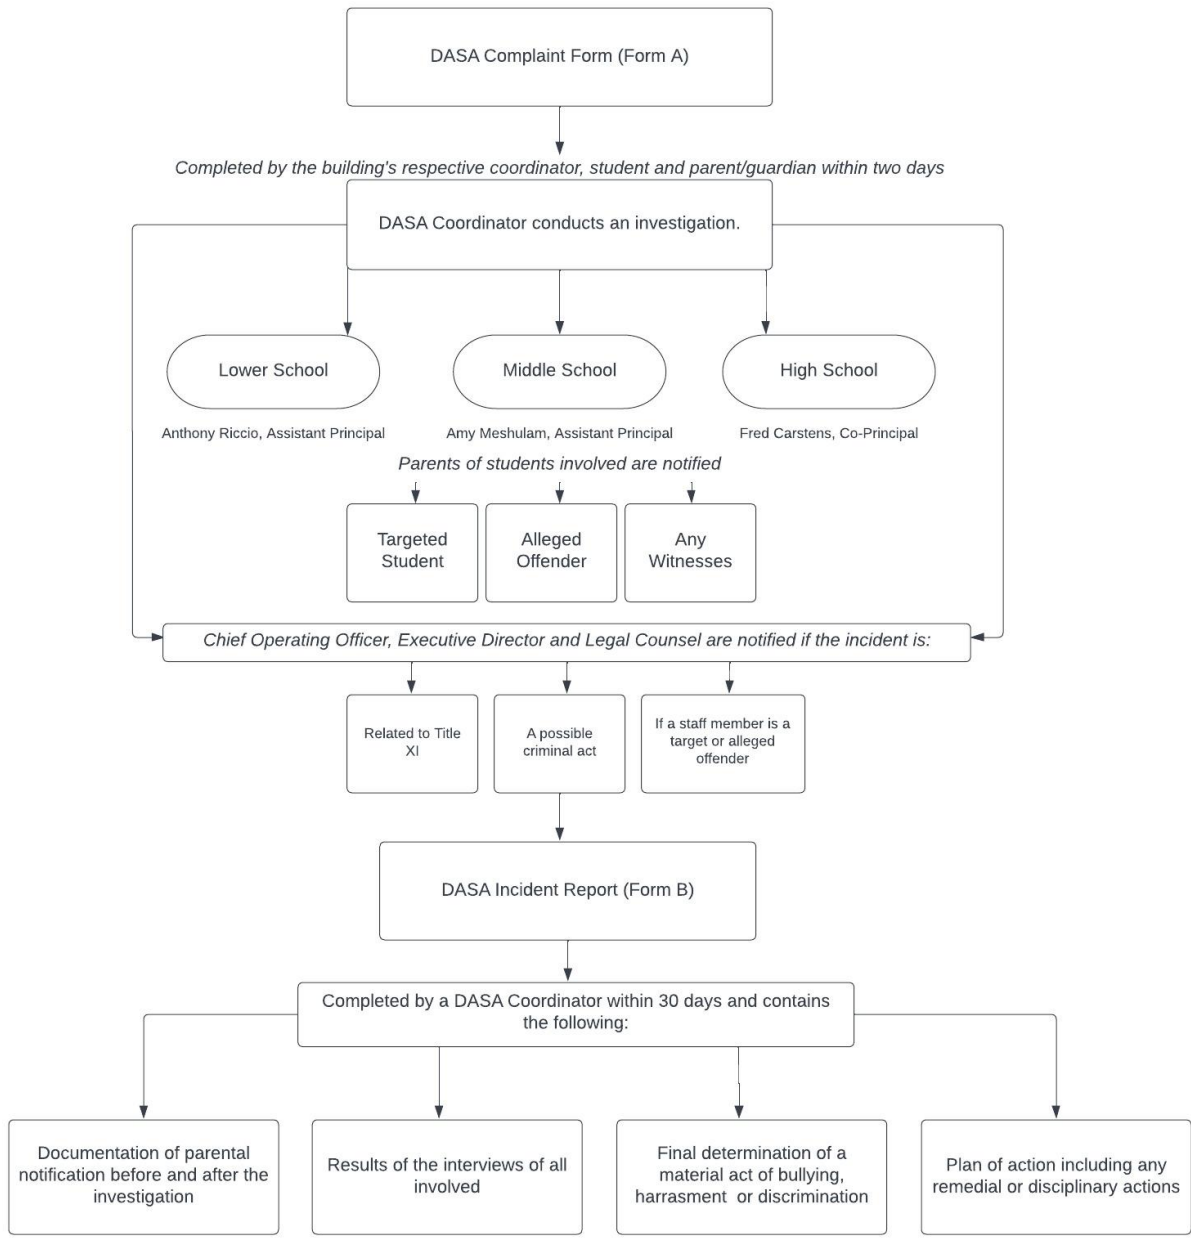 DASA Complaint Form (Form A)
Completed by the building's respective coordinator, student and parent/guardian within two days
DASA Coordinator conducts an investigation.
Lower School
Middle School
High School
Anthony Riccio, Assistant Principal
Amy Meshulam, Assistant Principal
Fred Carstens, Co-Principal
Parents of students involved are notified
Targeted
Student
Alleged
Offender
Any
Witnesses
Chief Operating Officer, Executive Director and Legal Counsel are notified if the incident is:
Related to Title
XI
A possible
criminal act
If a staff member is a
target or alleged
offender
DASA Incident Report (Form B)
Completed by a DASA Coordinator within 30 days and contains
the following:
Documentation of parental
notification before and after the
investigation
Results of the interviews of all
involved
Final determination of a
material act of bullying,
harrasment  or discrimination
Plan of action including any
remedial or disciplinary actions